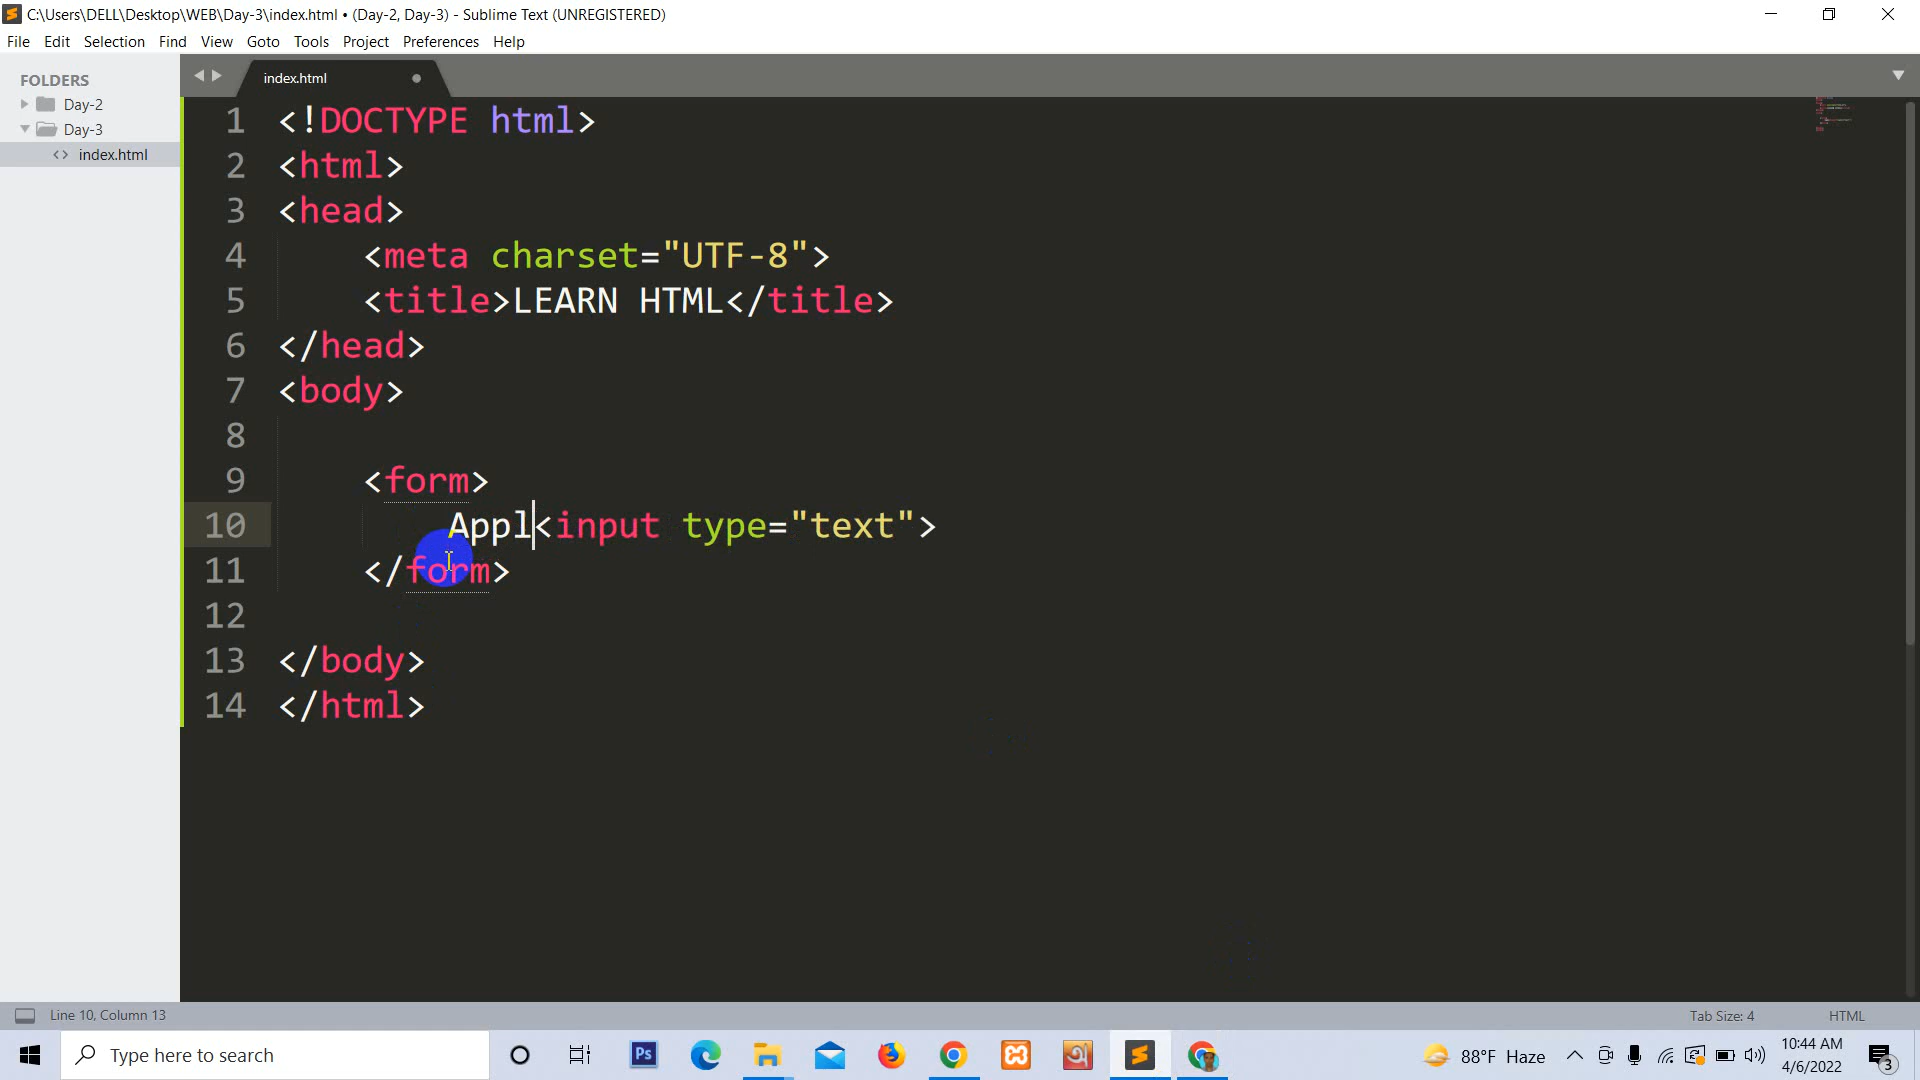 C:\Users\DELL\Desktop\WEB\Day-3\index.html • (Day-2, Day-3) - Sublime Text (UNREGISTERED)
File Edit Selection Find View Goto Tools Project Preferences Help
FOLDERS
Day-2
Day-3
<> index.html
index.html
1 <!DOCTYPE html>
2 <html>
3 <head>
4 <meta charset="UTF-8">
5 <title>LEARN HTML</title>
6 </head>
7 <body>
8
9 <form>
10 Appl<input type="text">
11 </form>
12
13 </body>
14 </html>
Line 10, Column 13
Tab Size: 4
HTML
Type here to search
Ps
অ
88°F Haze
10:44 AM
4/6/2022
3